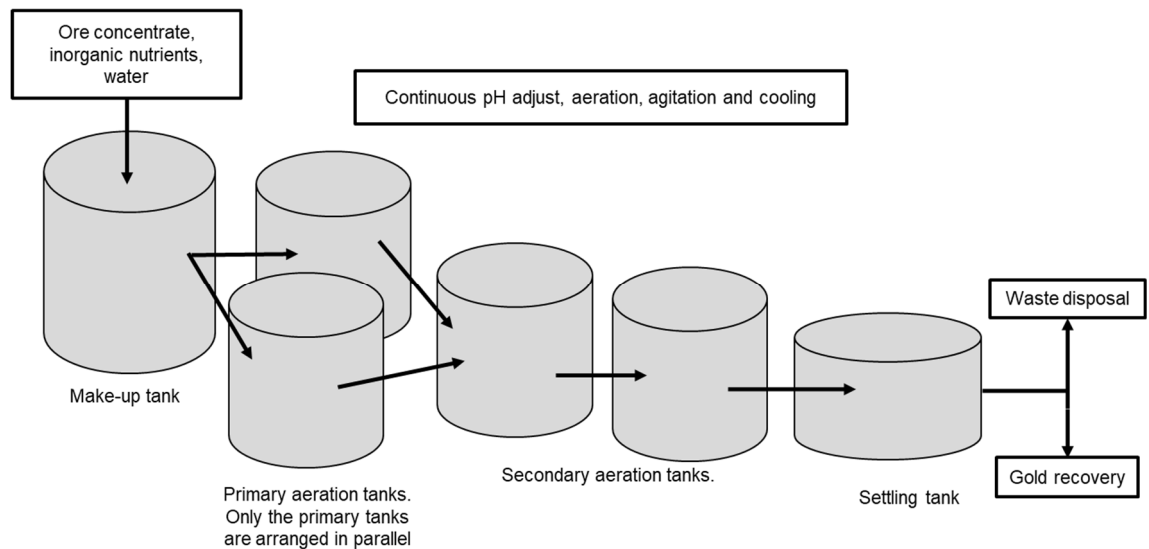 Ore concentrate,
inorganic nutrients,
water
Continuous pH adjust, aeration, agitation and cooling
Make-up tank
Primary aeration tanks.
Only the primary tanks
are arranged in parallel
Secondary aeration tanks.
Settling tank
Waste disposal
Gold recovery